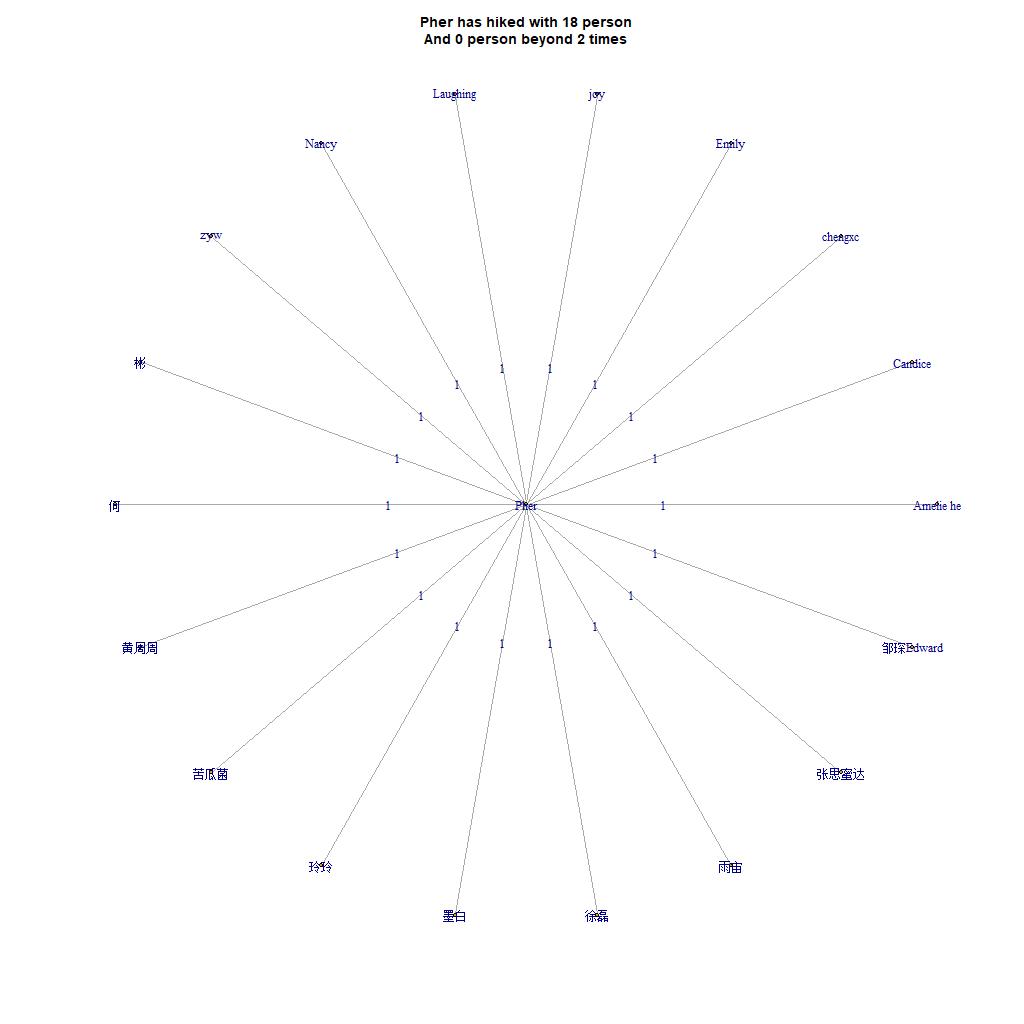 Pher has hiked with 18 person
And 0 person beyond 2 times
Laughing
joy
Nancy
Emily
zyw
chengxc
彬
Candice
1
1
1
1
1
1
1
1
何
1
Pher
1
Amelie he
1
1
1
1
1
1
1
1
黄周周
邹琛Edward
苦瓜菌
张思蜜达
玲玲
雨宙
墨白
徐磊